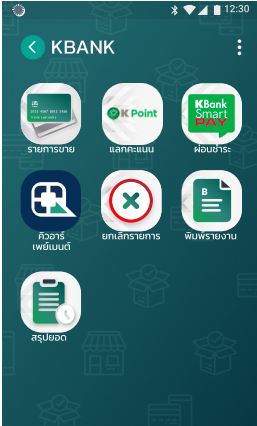 12:30
KBANK
K Point
KBank
Smart
PAY
รายการขาย
แลกคะแนน
ผ่อนชำระ
B
คิวอาร์
เพย์เมนต์
ยกเลิกรายการ
พิมพ์รายงาน
สรุปยอด